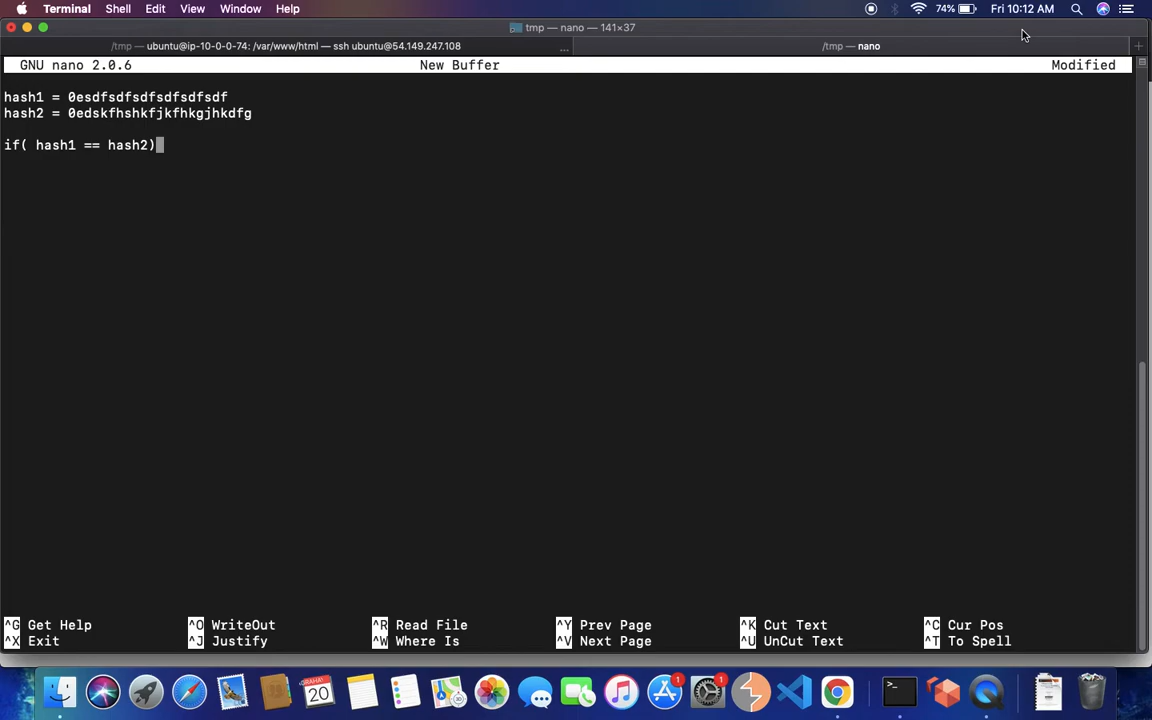 Terminal Shell Edit View Window Help 74% Fri 10:12 AM
tmp — nano — 141×37
/tmp — ubuntu@ip-10-0-0-74: /var/www/html — ssh ubuntu@54.149.247.108 ... /tmp — nano +
GNU nano 2.0.6 New Buffer Modified
hash1 = 0esdfsdfsdfsdfsdfsdf
hash2 = 0edskfhshkfjkfhkgjhkdfg
if( hash1 == hash2)
^G Get Help ^O WriteOut ^R Read File ^Y Prev Page ^K Cut Text ^C Cur Pos
^X Exit ^J Justify ^W Where Is ^V Next Page ^U UnCut Text ^T To Spell
20
1
1
>_